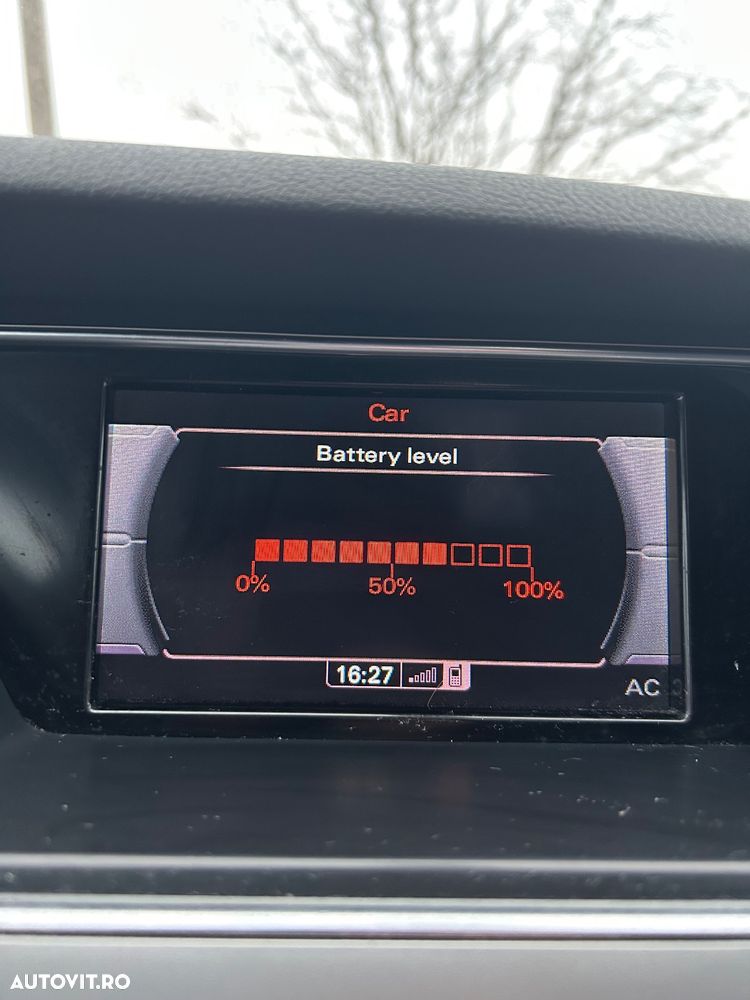 Car
Battery level
0% 50% 100%
16:27
AC
AUTOVIT.RO